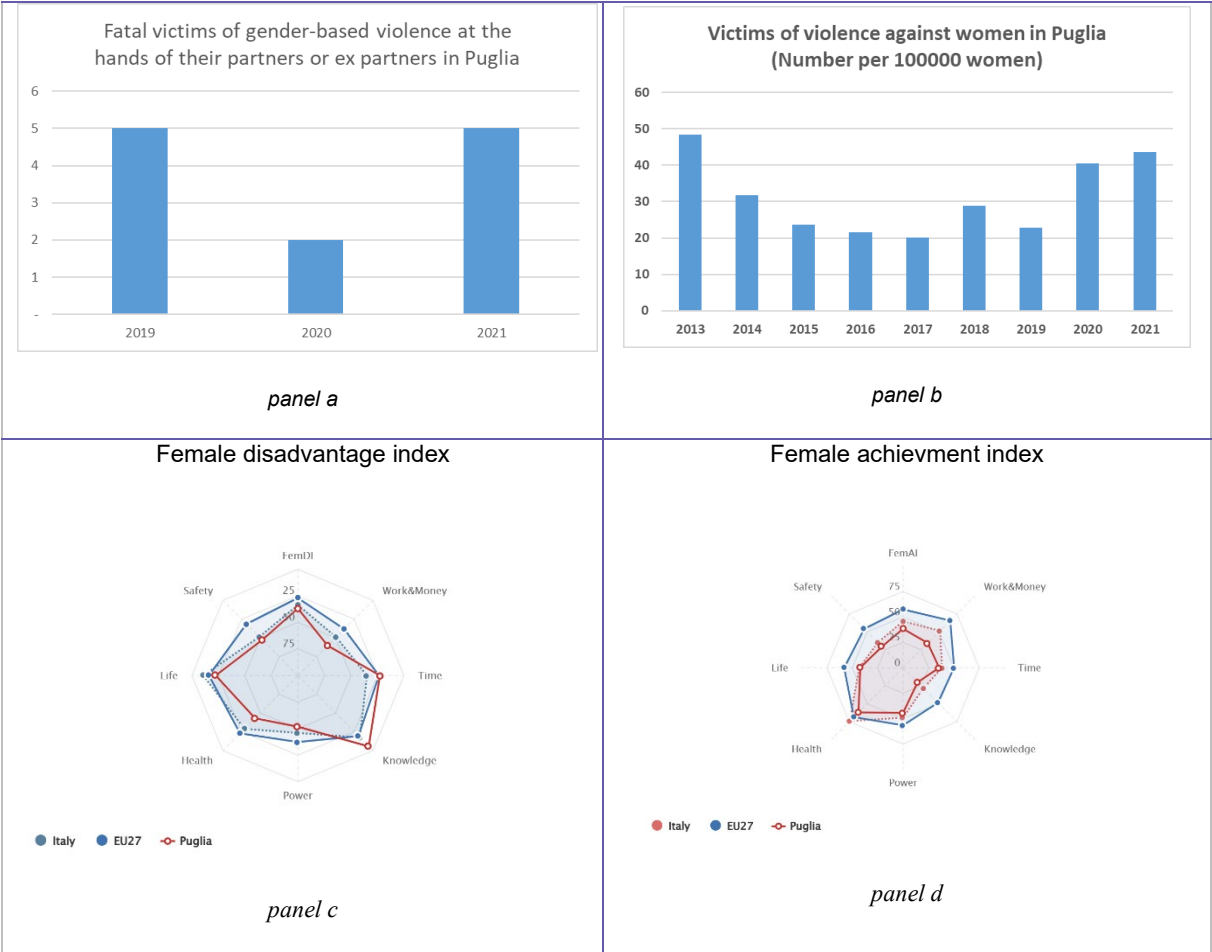 Fatal victims of gender-based violence at the
hands of their partners or ex partners in Puglia
6
5
4
3
2
1
-
2019 2020 2021
panel a
Victims of violence against women in Puglia
(Number per 100000 women)
60
50
40
30
20
10
0
2013 2014 2015 2016 2017 2018 2019 2020 2021
panel b
Female disadvantage index
FemDI
Safety
25
Work&Money
75
Life
Time
Health
Knowledge
Power
Italy EU27 Puglia
panel c
Female achievment index
FemAI
Safety
75
Work&Money
0
Life
Time
Health
Knowledge
Power
Italy EU27 Puglia
panel d